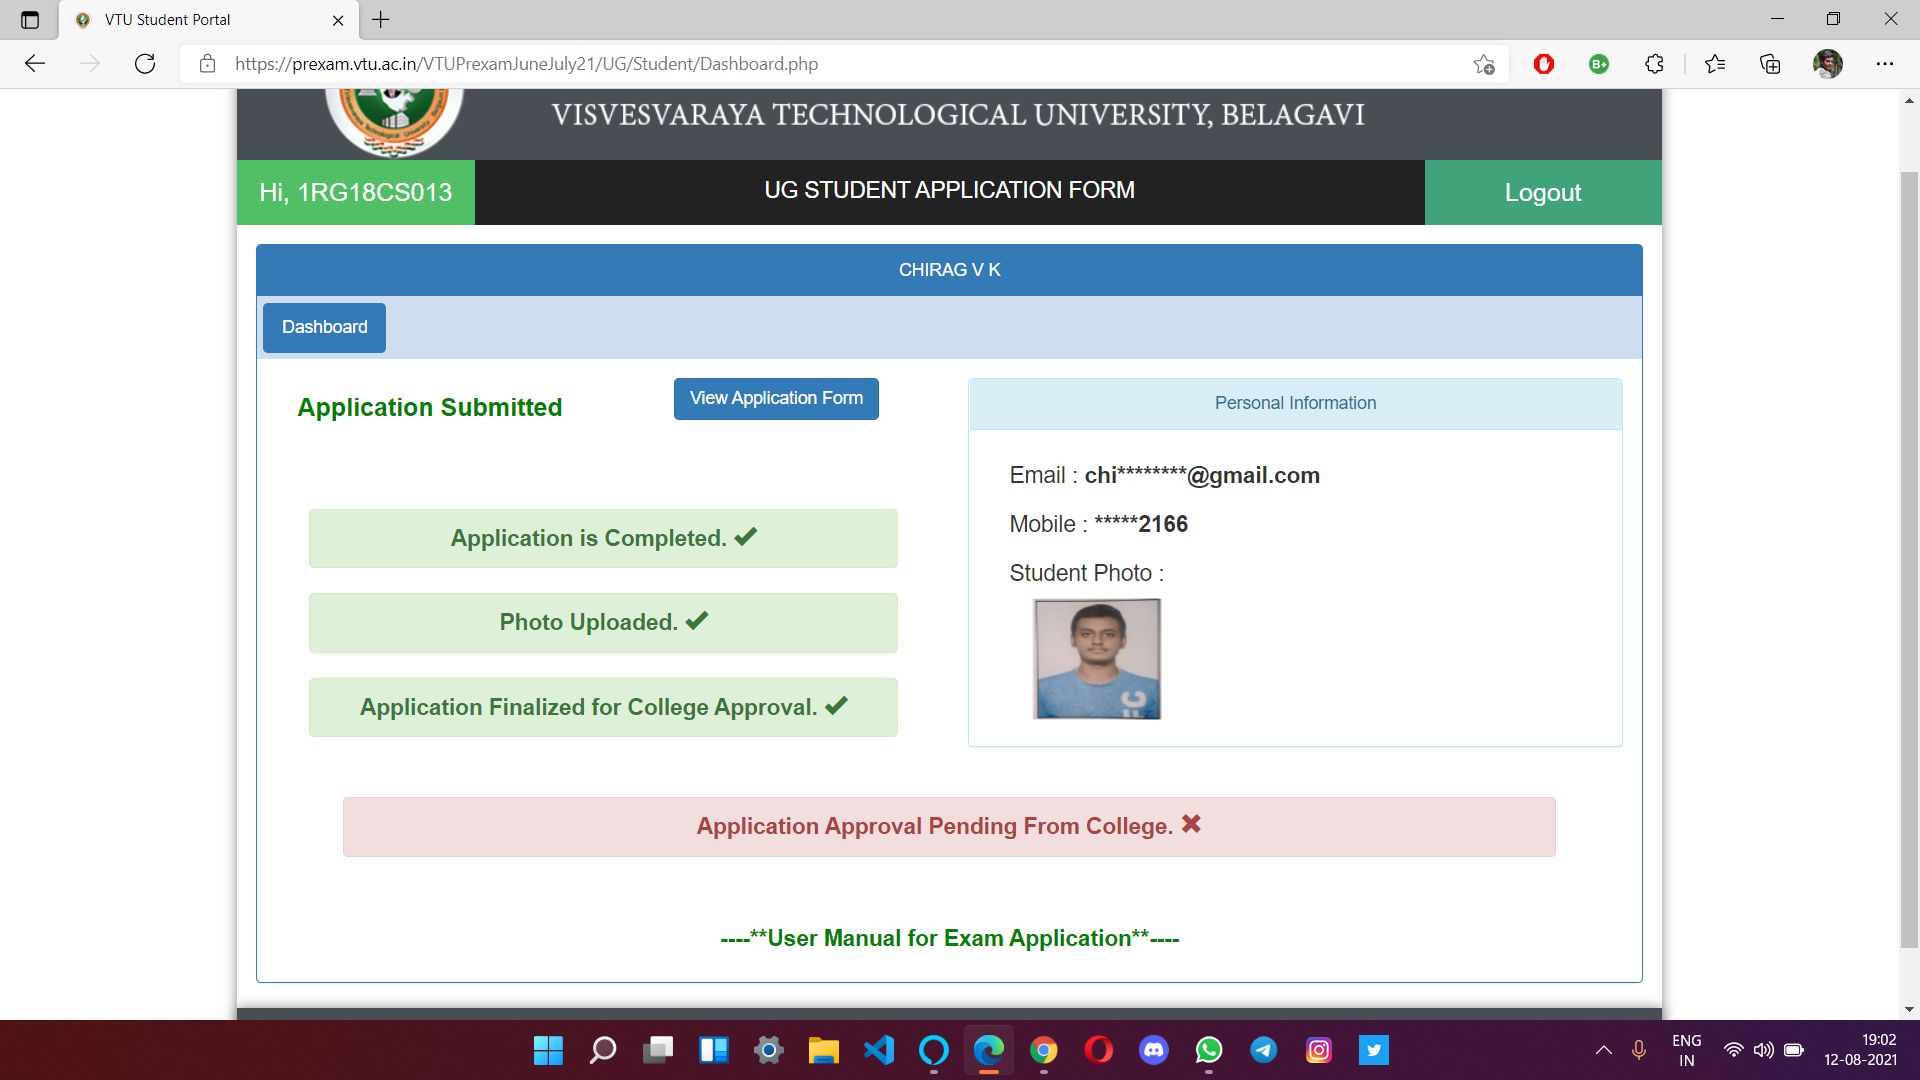 VTU Student Portal
https://prexam.vtu.ac.in/VTUPrexamJuneJuly21/UG/Student/Dashboard.php
VISVESVARAYA TECHNOLOGICAL UNIVERSITY, BELAGAVI
Hi, 1RG18CS013
UG STUDENT APPLICATION FORM
Logout
CHIRAG V K
Dashboard
Application Submitted
View Application Form
Application is Completed. ✔
Photo Uploaded. ✔
Application Finalized for College Approval. ✔
Personal Information
Email : chi********@gmail.com
Mobile : *****2166
Student Photo :
Application Approval Pending From College. ✖
----**User Manual for Exam Application**----
ENG
IN
19:02
12-08-2021